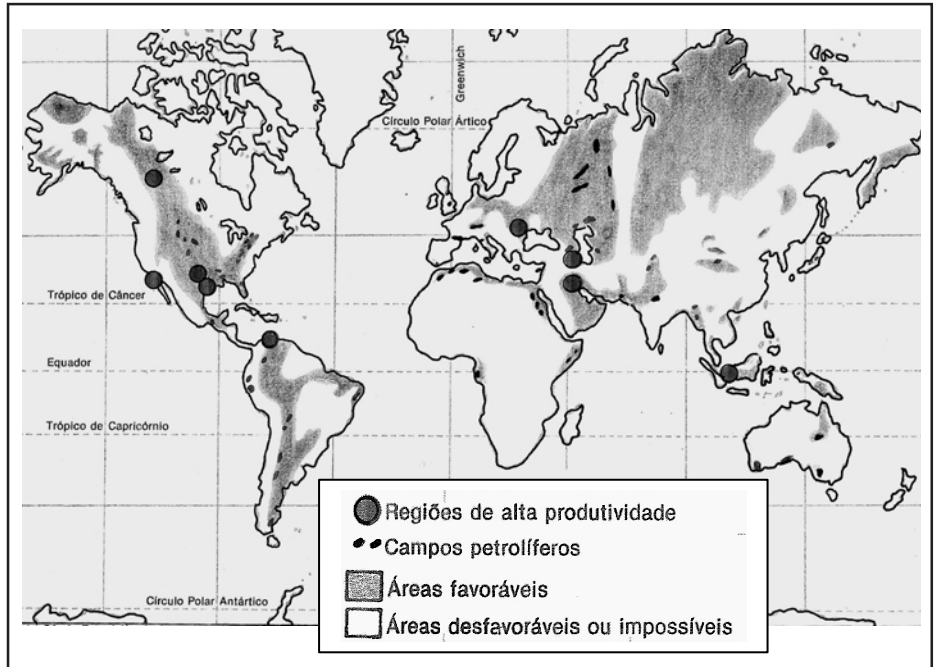 Greenwich
Círculo Polar Ártico
Trópico de Câncer
Equador
Trópico de Capricórnio
Círculo Polar Antártico
Regiões de alta produtividade
Campos petrolíferos
Áreas favoráveis
Áreas desfavoráveis ou impossíveis